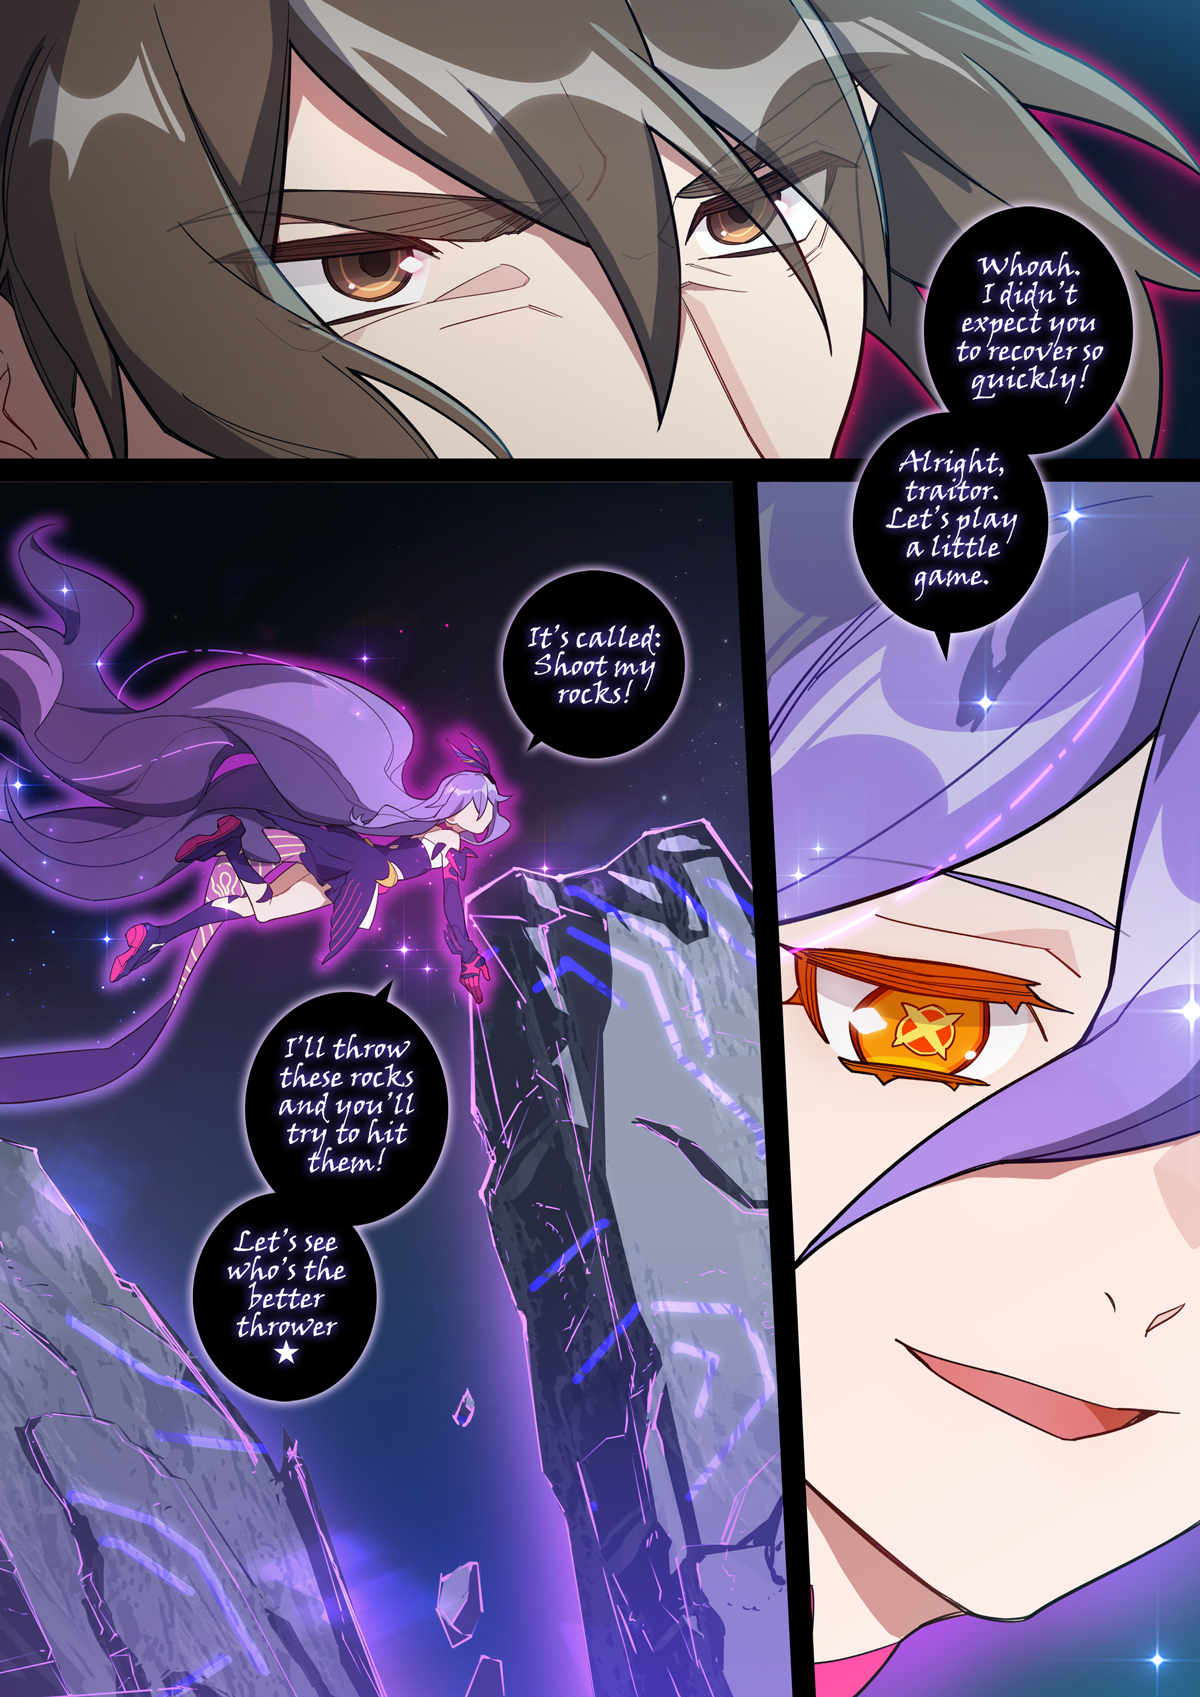 Whoah.
I didn't
expect you
to recover so
quickly!
Alright,
traitor.
Let's play
a little
game.
It's called:
Shoot my
rocks!
I'll throw
these rocks
and you'll
try to hit
them!
Let's see
who's the
better
thrower
★